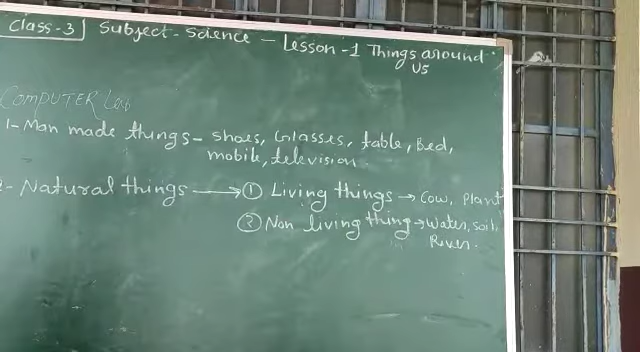 Class-3 Subject-Science - Lesson-1 Things around
us
COMPUTER Lab
1- Man made things- Shoes, Glasses, table, Bed,
mobile, television.
2- Natural things → ① Living things → Cow, Plant
② Non living thing → Water, soil,
River.